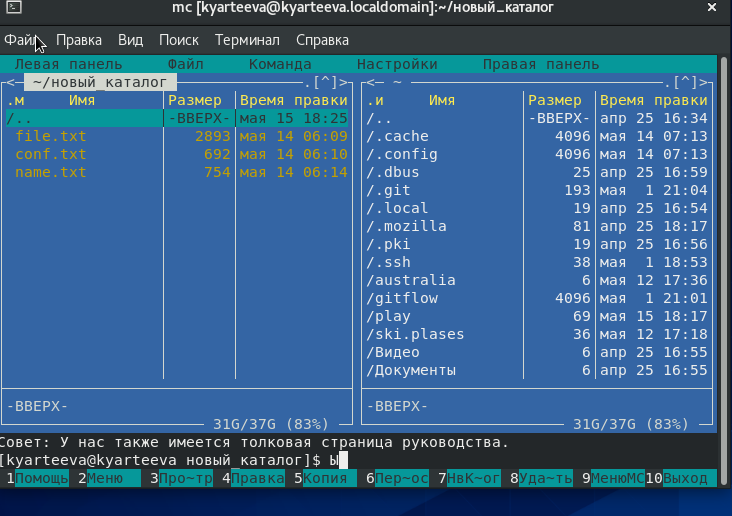 mc [kyarteeva@kyarteeva.localdomain]:~/новый_каталог ×
Файл Правка Вид Поиск Терминал Справка
Левая панель Файл Команда Настройки Правая панель
<— ~/новый_каталог .[^]> <— ~ .[^]>
.м Имя Размер Время правки .и Имя Размер Время правки
/.. -ВВЕРХ- мая 15 18:25 /.. -ВВЕРХ- апр 25 16:34
file.txt 2893 мая 14 06:09 /.cache 4096 мая 14 07:13
conf.txt 692 мая 14 06:10 /.config 4096 мая 14 07:13
name.txt 754 мая 14 06:14 /.dbus 25 апр 25 16:59
/.git 193 мая 1 21:04
/.local 19 апр 25 16:54
/.mozilla 81 апр 25 18:17
/.pki 19 апр 25 16:56
/.ssh 38 мая 1 18:53
/australia 6 мая 12 17:36
/gitflow 4096 мая 1 21:01
/play 69 мая 15 18:17
/ski.plases 36 мая 12 17:18
/Видео 6 апр 25 16:55
/Документы 6 апр 25 16:55
-ВВЕРХ- -ВВЕРХ-
31G/37G (83%) 31G/37G (83%)
Совет: У нас также имеется толковая страница руководства.
[kyarteeva@kyarteeva новый_каталог]$ Ы
1Помощь 2Меню 3Про~тр 4Правка 5Копия 6Пер~ос 7НвК~ог 8Уда~ть 9МенюМС 10Выход